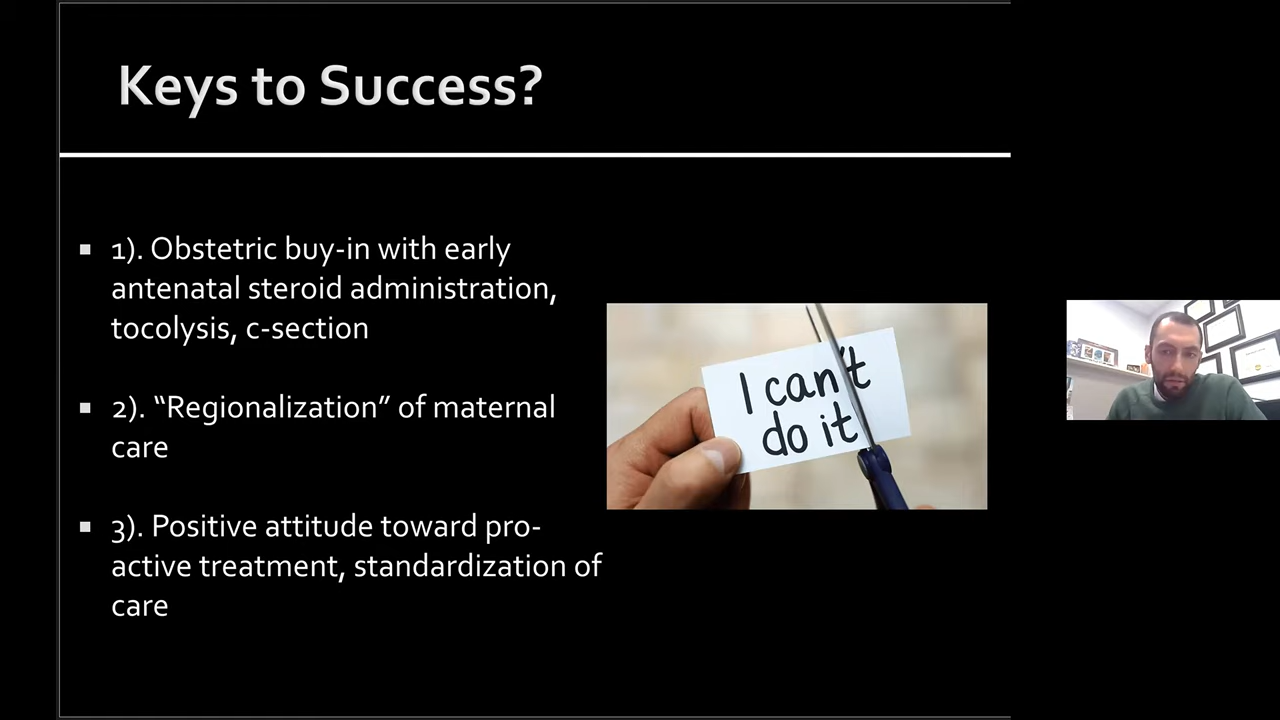 Keys to Success?
1). Obstetric buy-in with early
antenatal steroid administration,
tocolysis, c-section
2). “Regionalization” of maternal
care
3). Positive attitude toward pro-
active treatment, standardization of
care
I can't
do it